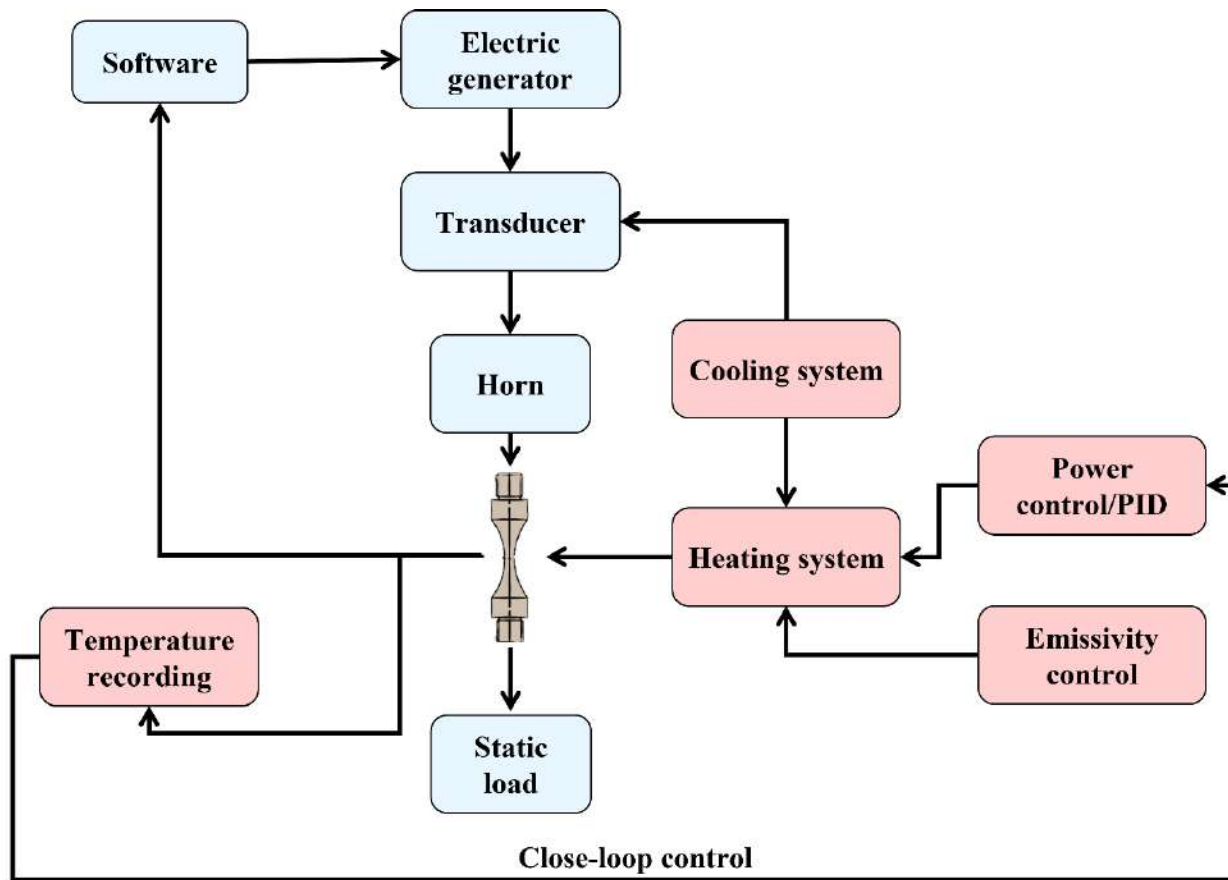 Software
Electric
generator
Transducer
Horn
Cooling system
Power
control/PID
Heating system
Temperature
recording
Emissivity
control
Static
load
Close-loop control